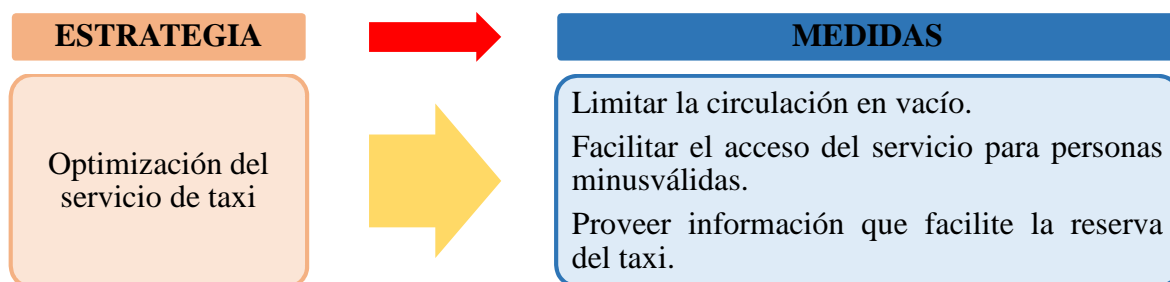 ESTRATEGIA
MEDIDAS
Optimización del
servicio de taxi
Limitar la circulación en vacío.
Facilitar el acceso del servicio para personas
minusválidas.
Proveer información que facilite la reserva
del taxi.